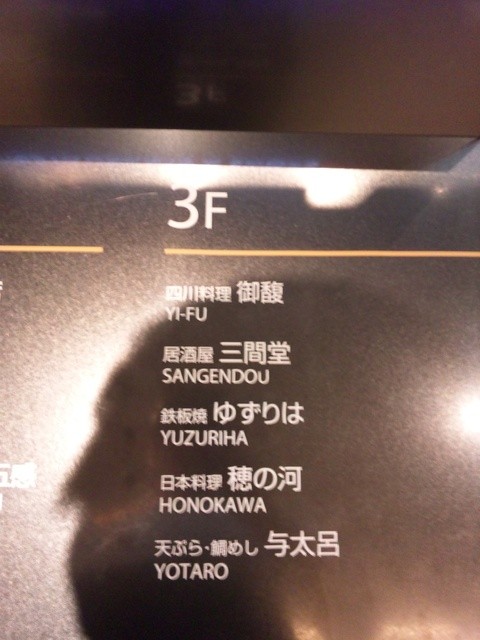 3F
四川料理 御馥
YI-FU
居酒屋 三間堂
SANGENDOU
鉄板焼 ゆずりは
YUZURIHA
日本料理 穂の河
HONOKAWA
天ぷら・鯛めし 与太呂
YOTARO
五感